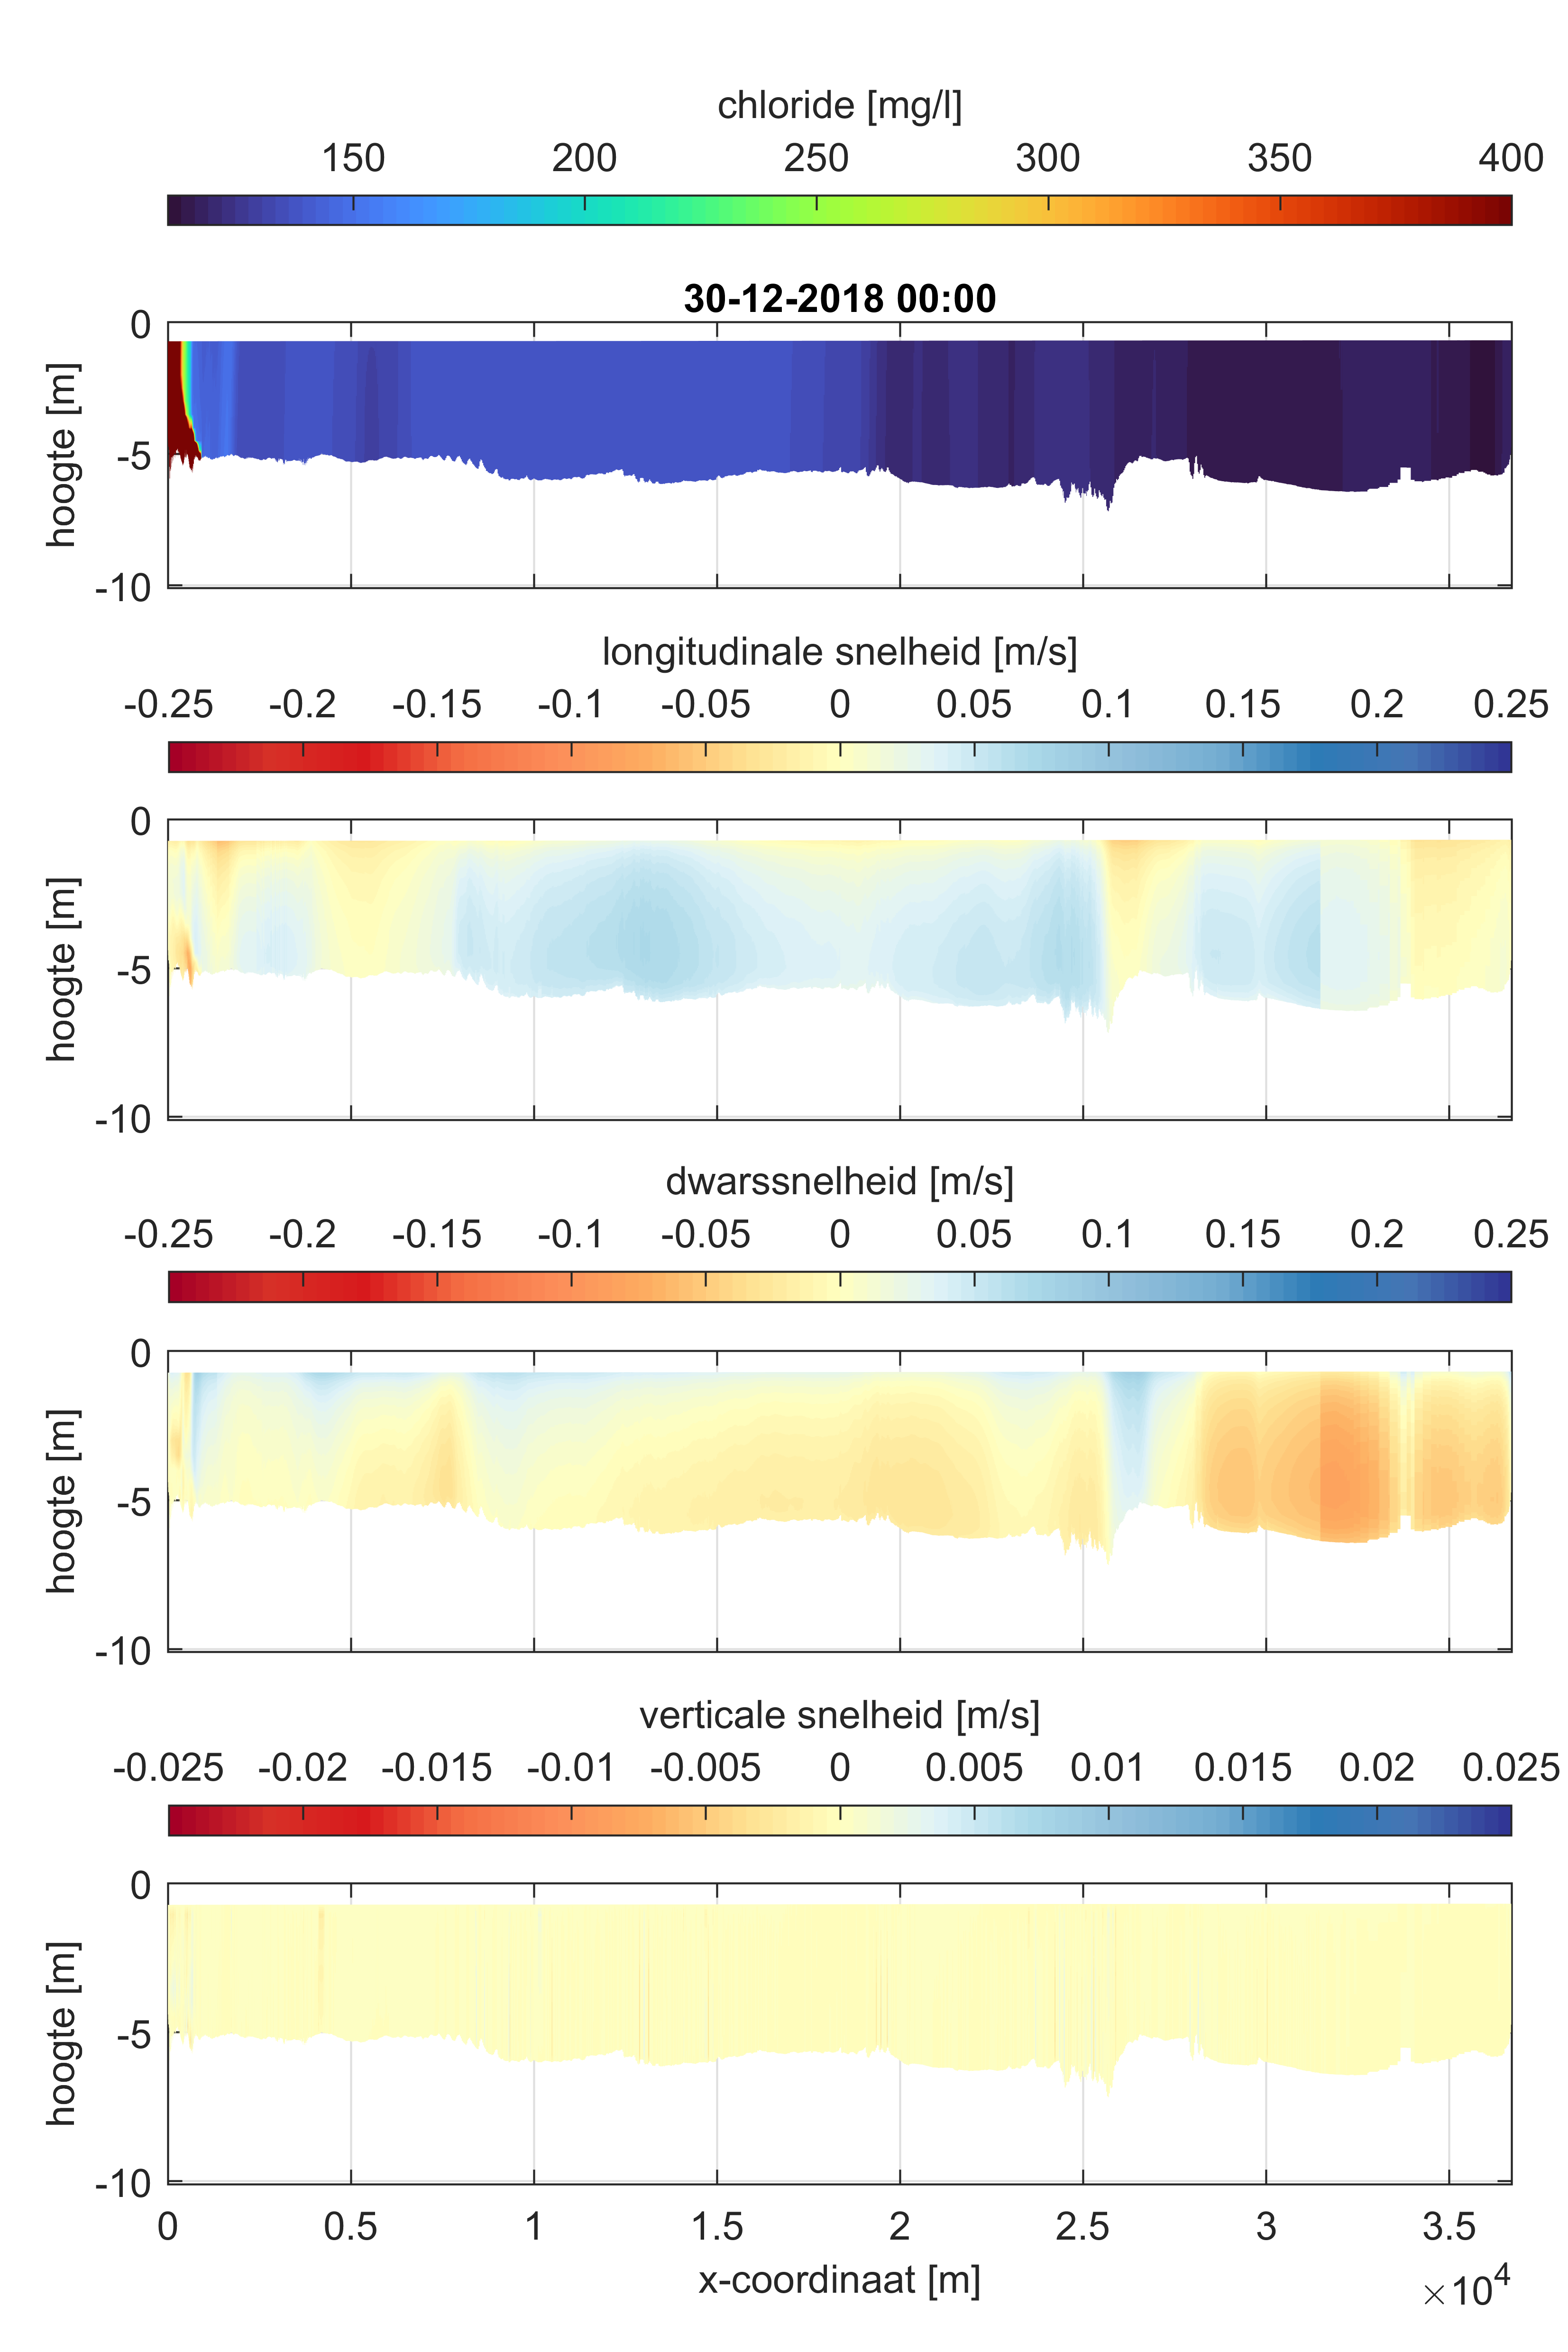 chloride [mg/l]
150 200 250 300 350 400
30-12-2018 00:00
0
-5
-10
hoogte [m]
longitudinale snelheid [m/s]
-0.25 -0.2 -0.15 -0.1 -0.05 0 0.05 0.1 0.15 0.2 0.25
0
-5
-10
hoogte [m]
dwarssnelheid [m/s]
-0.25 -0.2 -0.15 -0.1 -0.05 0 0.05 0.1 0.15 0.2 0.25
0
-5
-10
hoogte [m]
verticale snelheid [m/s]
-0.025 -0.02 -0.015 -0.01 -0.005 0 0.005 0.01 0.015 0.02 0.025
0
-5
-10
hoogte [m]
0 0.5 1 1.5 2 2.5 3 3.5
x-coordinaat [m]
×10⁴